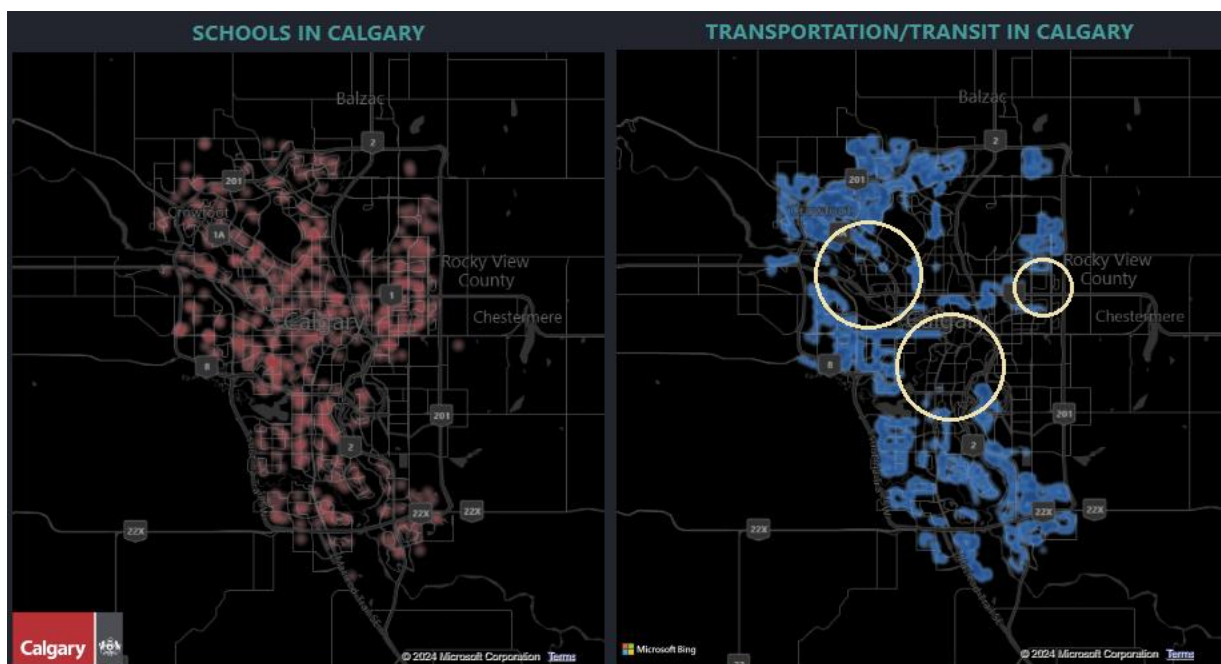 SCHOOLS IN CALGARY
Balzac
2
201
Crowfoot
1A
Rocky View
County
1
Calgary
Chestermere
8
201
2
22X
22X
22X
Calgary
© 2024 Microsoft Corporation Terms
TRANSPORTATION/TRANSIT IN CALGARY
Balzac
2
201
Rocky View
County
Chestermere
8
201
2
22X
22X
22X
Microsoft Bing
© 2024 Microsoft Corporation Terms